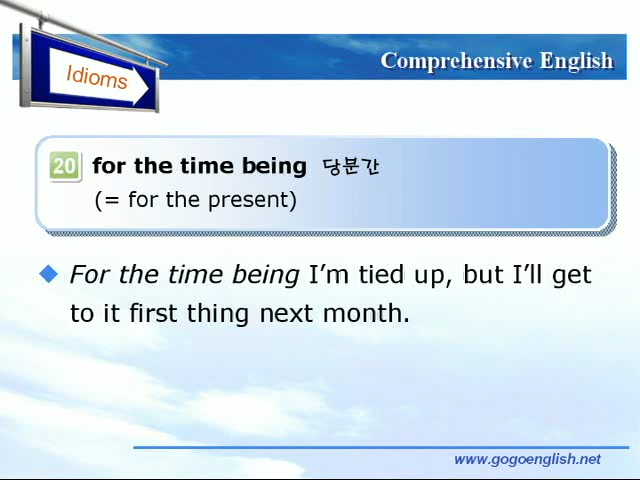 Idioms
Comprehensive English
20 for the time being 당분간
(= for the present)
For the time being I’m tied up, but I’ll get
to it first thing next month.
www.gogoenglish.net